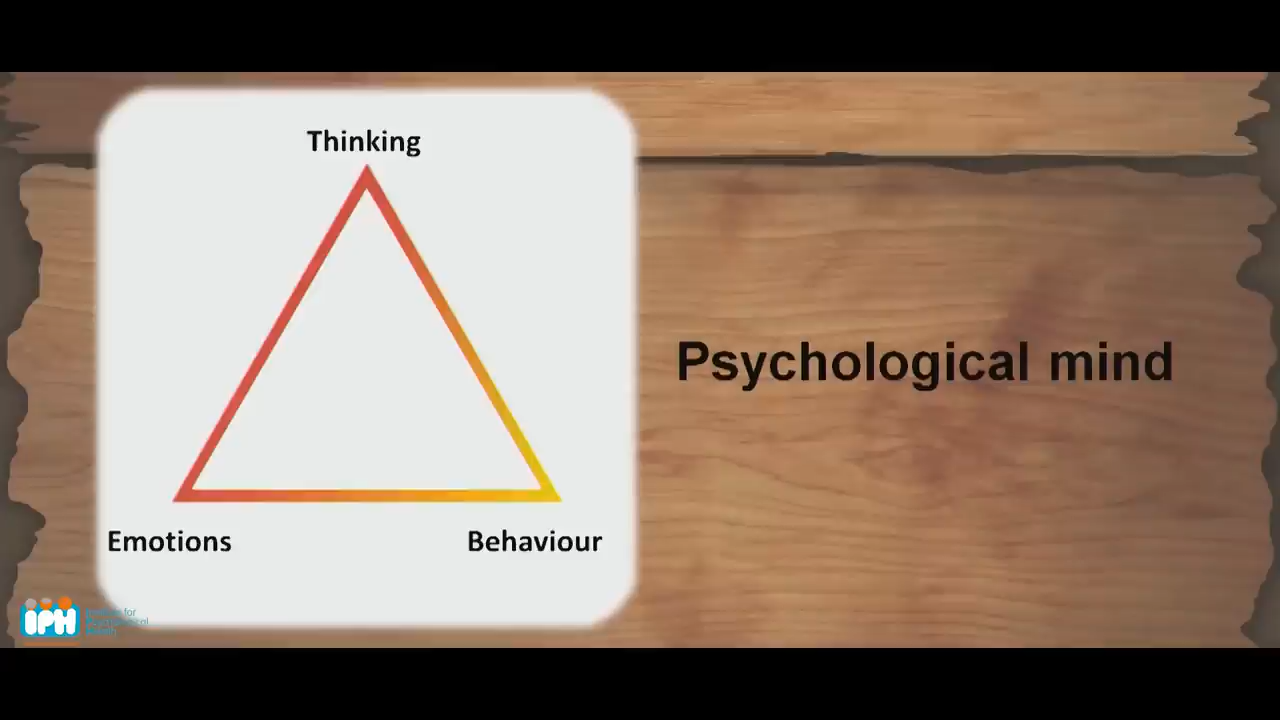 Thinking
Psychological mind
Emotions
Behaviour
IPH